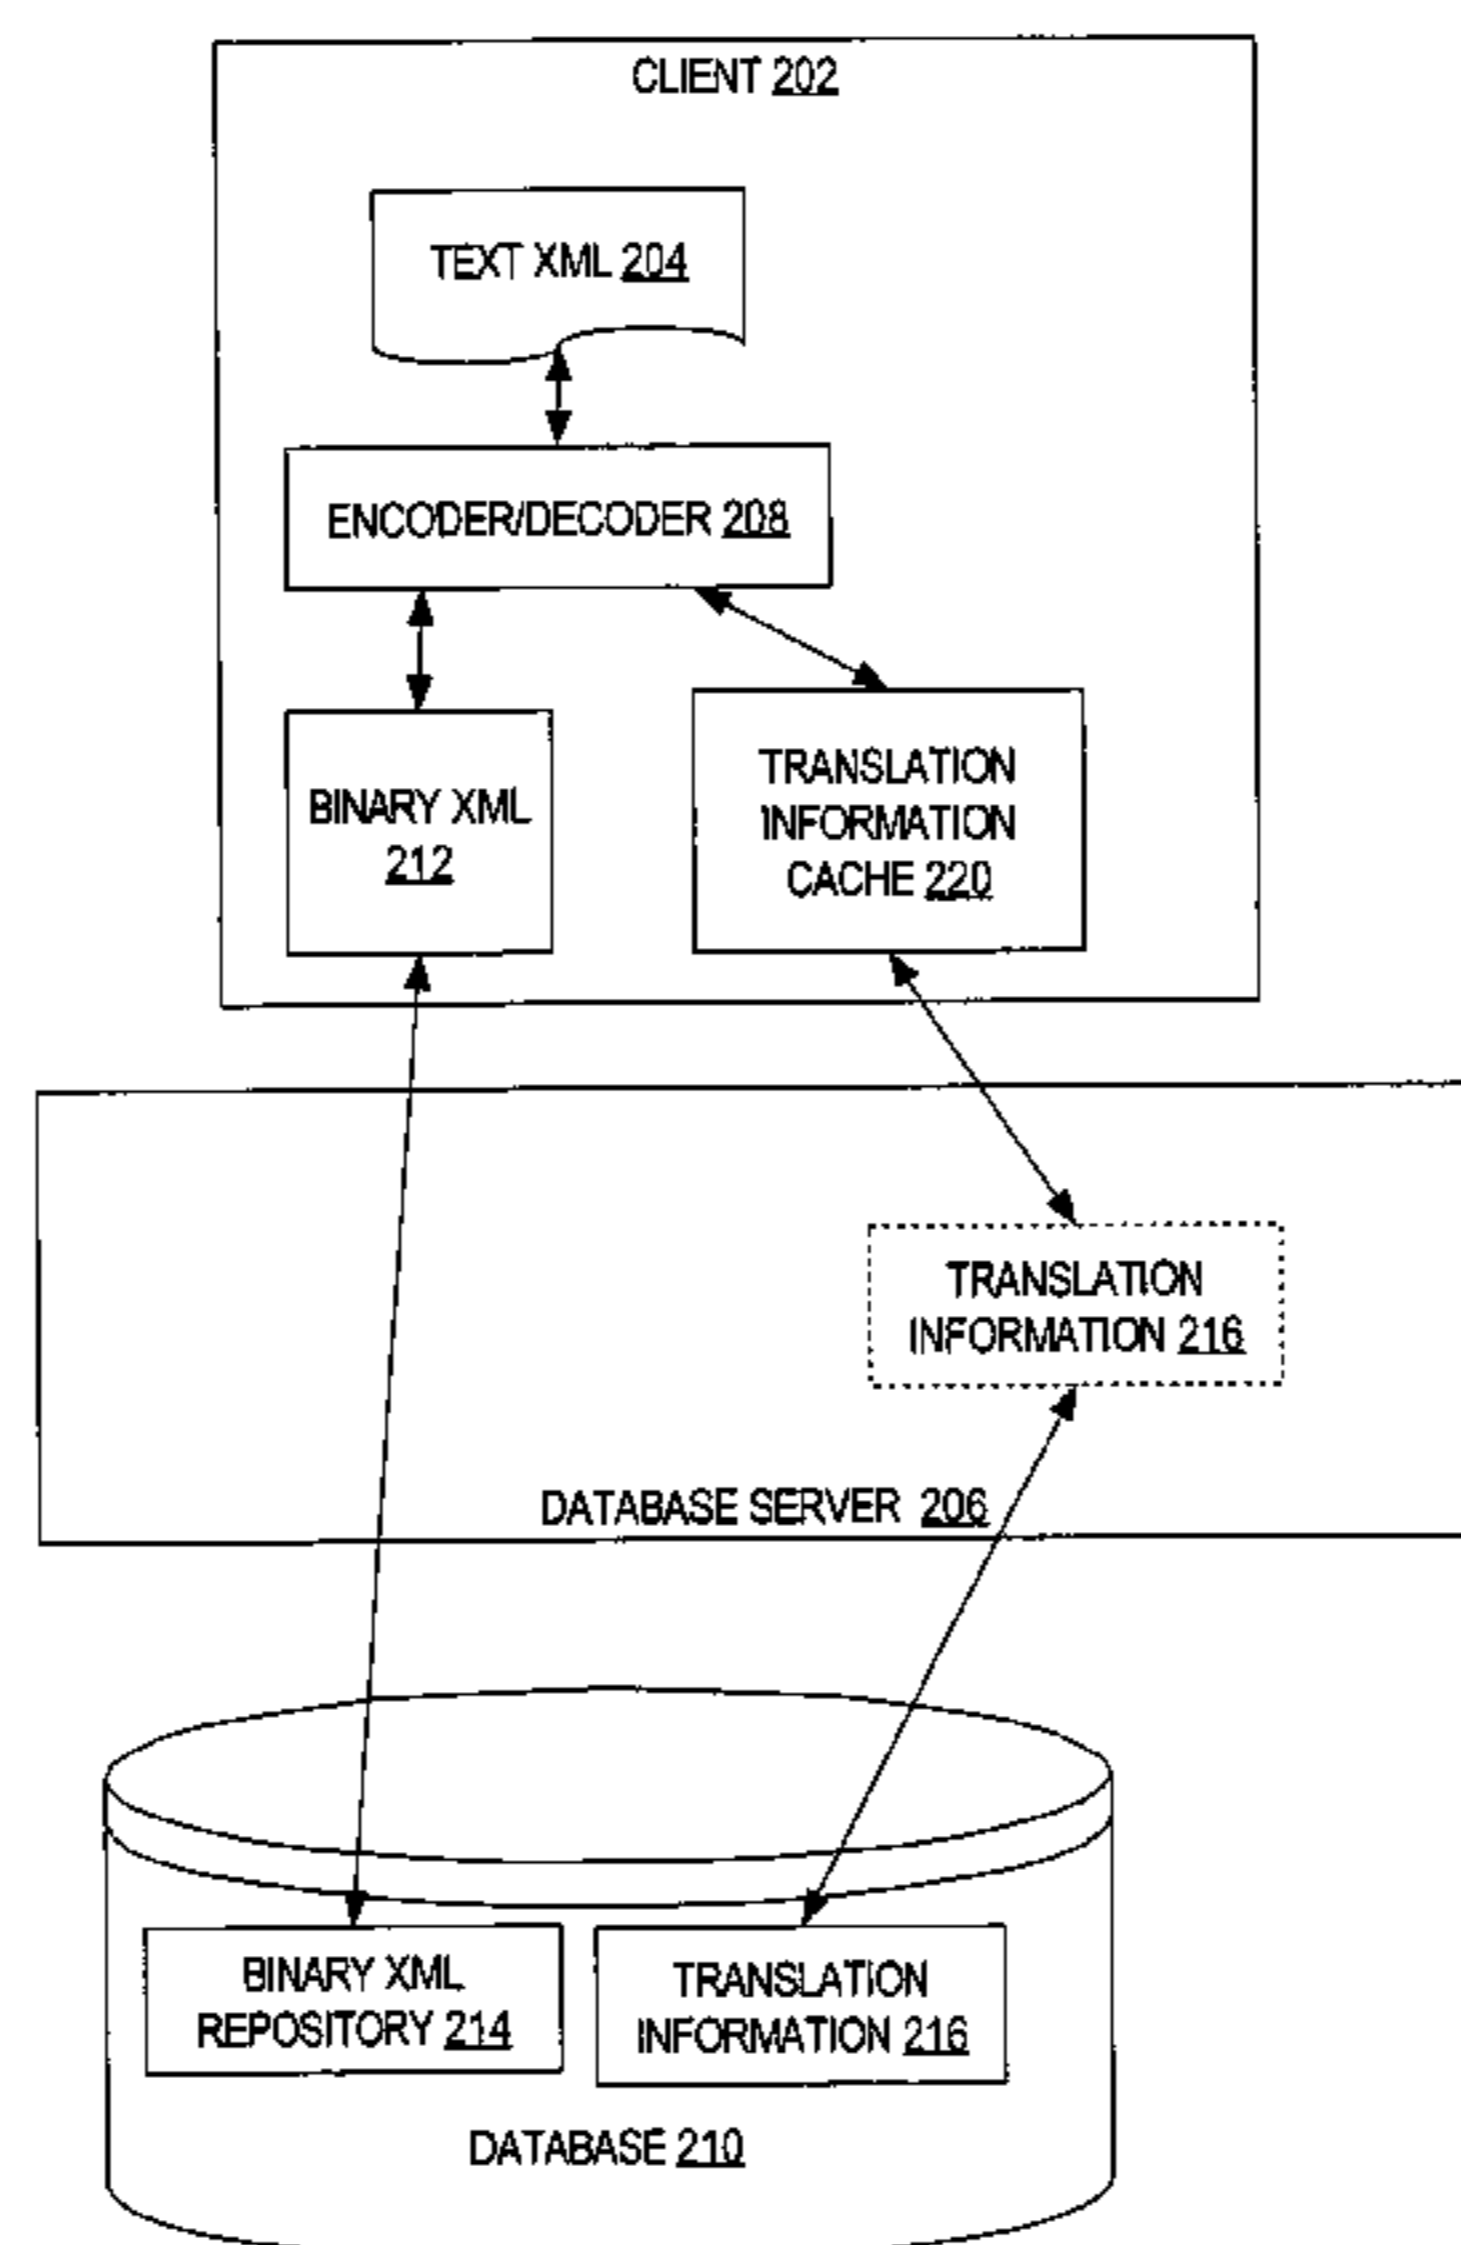 CLIENT 202
TEXT XML 204
ENCODER/DECODER 208
BINARY XML
212
TRANSLATION
INFORMATION
CACHE 220
TRANSLATION
INFORMATION 216
DATABASE SERVER 206
BINARY XML
REPOSITORY 214
TRANSLATION
INFORMATION 216
DATABASE 210